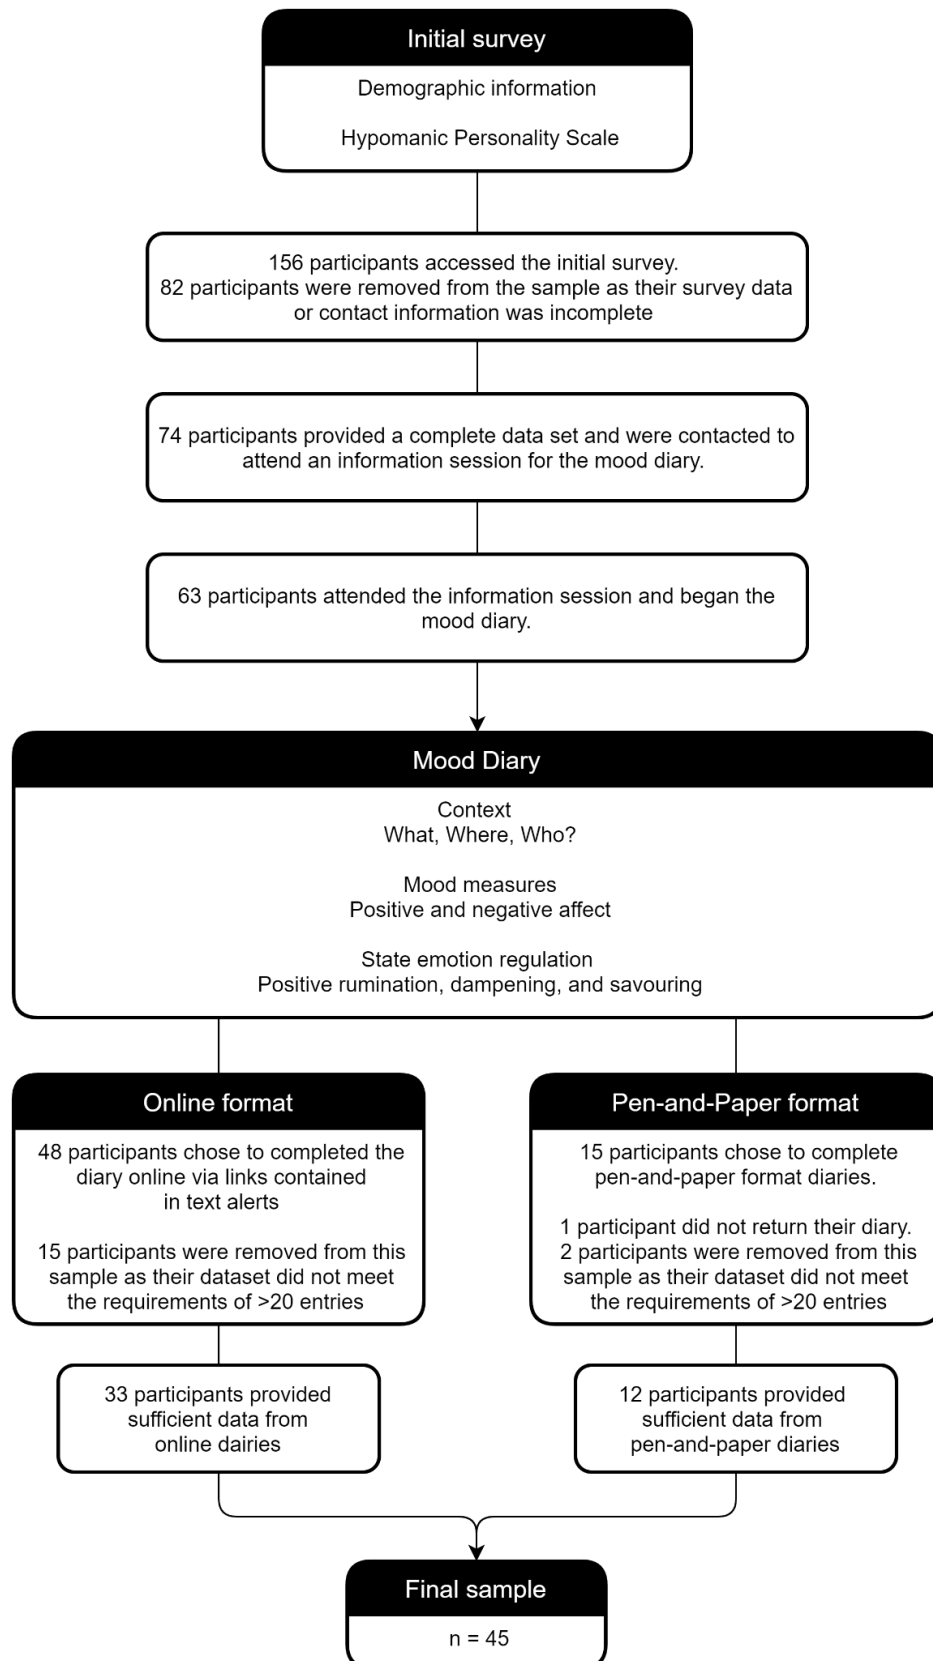 Initial survey
Demographic information
Hypomanic Personality Scale
156 participants accessed the initial survey.
82 participants were removed from the sample as their survey data
or contact information was incomplete
74 participants provided a complete data set and were contacted to
attend an information session for the mood diary.
63 participants attended the information session and began the
mood diary.
Mood Diary
Context
What, Where, Who?
Mood measures
Positive and negative affect
State emotion regulation
Positive rumination, dampening, and savouring
Online format
48 participants chose to completed the
diary online via links contained
in text alerts
15 participants were removed from this
sample as their dataset did not meet
the requirements of >20 entries
Pen-and-Paper format
15 participants chose to complete
pen-and-paper format diaries.
1 participant did not return their diary.
2 participants were removed from this
sample as their dataset did not meet
the requirements of >20 entries
33 participants provided
sufficient data from
online dairies
12 participants provided
sufficient data from
pen-and-paper diaries
Final sample
n = 45